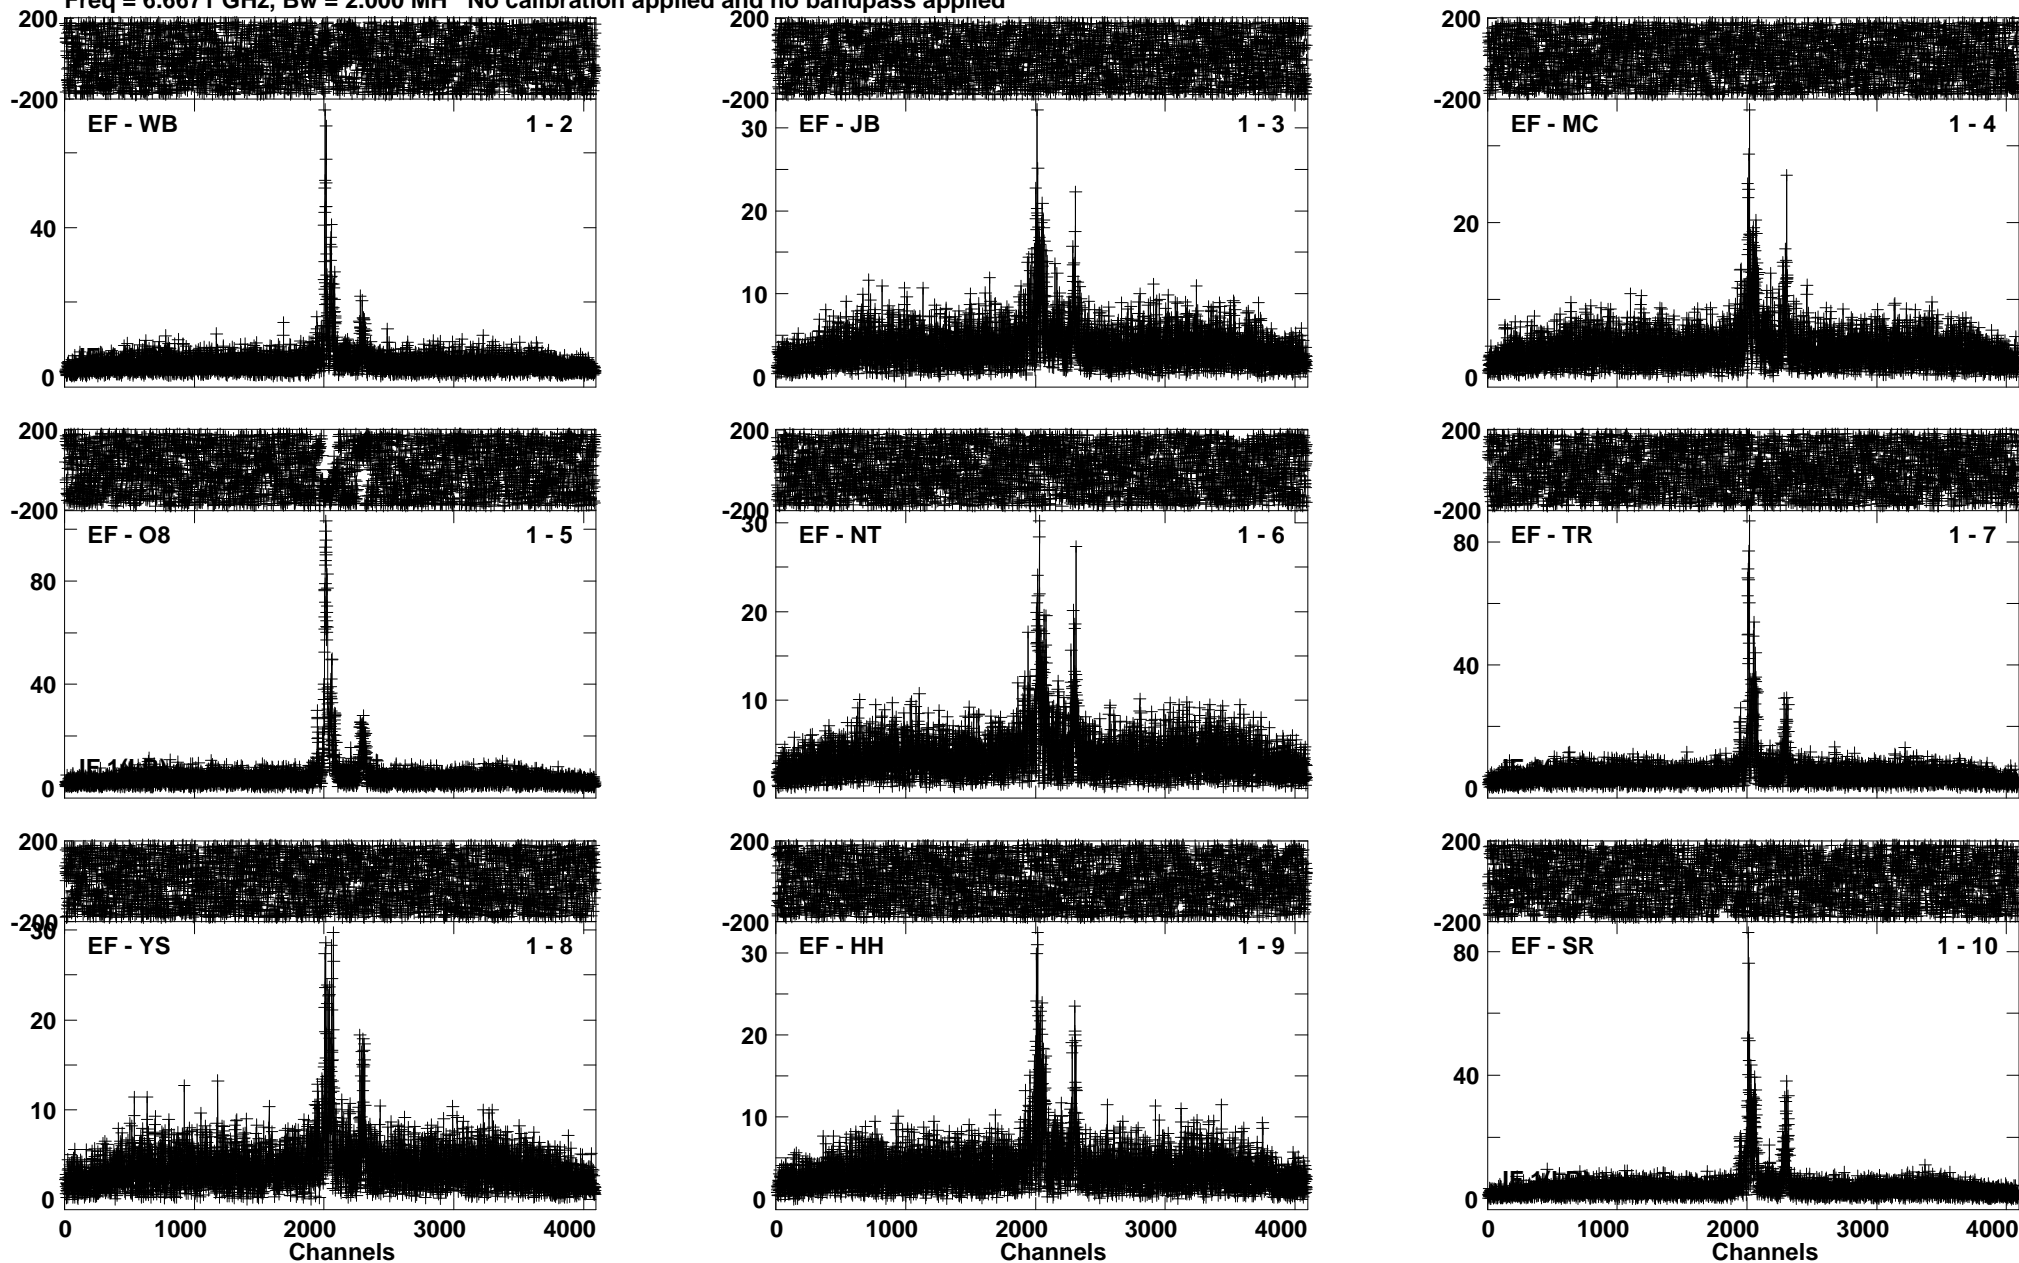 Freq = 6.6671 GHz, Bw = 2.000 MH No calibration applied and no bandpass applied
200 200 200
-200 -200 -200
EF - WB 1 - 2 EF - JB 1 - 3 EF - MC 1 - 4
40 30 20
0 20 0
10
0
200 200 200
-200 -200 -200
EF - O8 1 - 5 EF - NT 1 - 6 EF - TR 1 - 7
80 30 80
40 20 40
0 10 0
0
200 200 200
-200 -200 -200
EF - YS 1 - 8 EF - HH 1 - 9 EF - SR 1 - 10
30 30 80
20 20 40
10 10 0
0 0
0 1000 2000 3000 4000 0 1000 2000 3000 4000 0 1000 2000 3000 4000
Channels Channels Channels